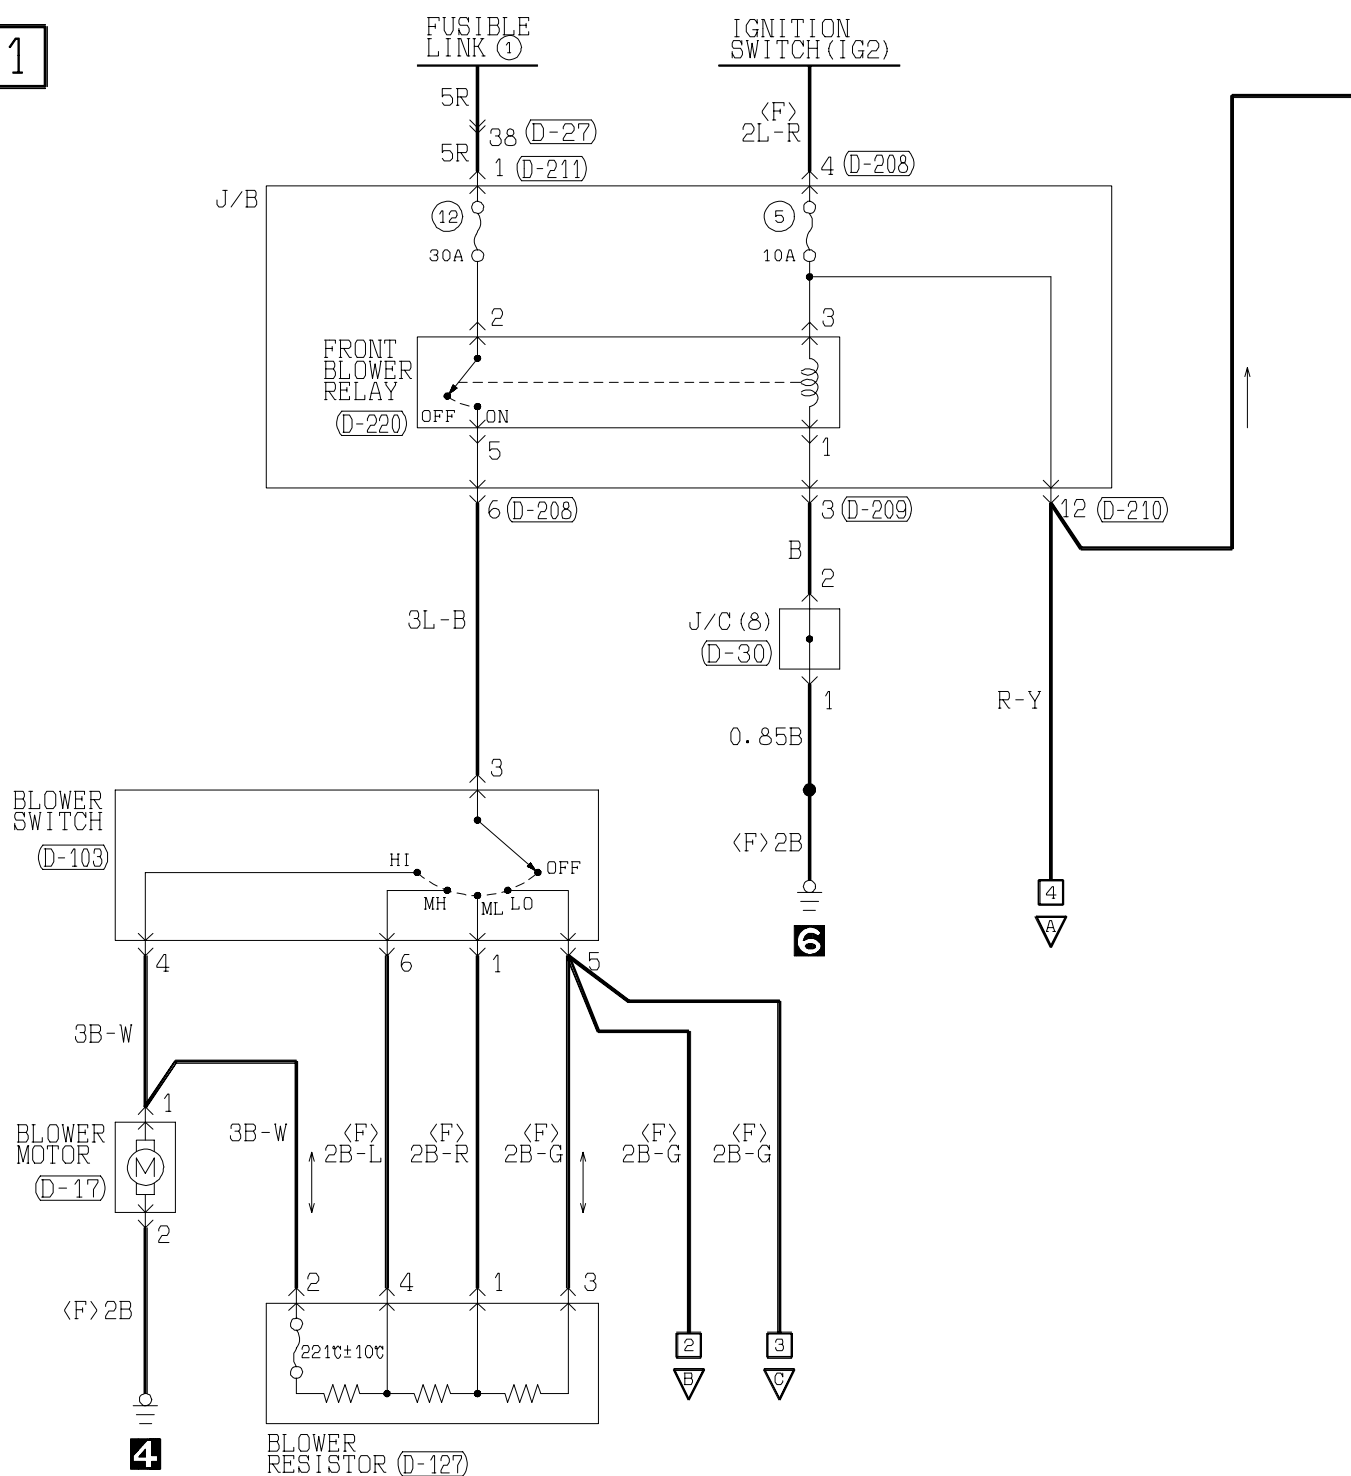 1
FUSIBLE
LINK ①
IGNITION
SWITCH(IG2)
5R
〈F〉
2L-R
38 (D-27)
5R
1 (D-211)
4 (D-208)
J/B
12
5
30A
10A
2
3
FRONT
BLOWER
RELAY
(D-220)
OFF
ON
5
1
6 (D-208)
3 (D-209)
12 (D-210)
B
2
3L-B
J/C(8)
(D-30)
1
R-Y
0.85B
3
BLOWER
SWITCH
(D-103)
〈F〉2B
HI
OFF
MH
ML
LO
4
A
6
4
6
1
5
3B-W
1
BLOWER
MOTOR
(D-17)
M
3B-W
〈F〉
2B-L
〈F〉
2B-R
〈F〉
2B-G
〈F〉
2B-G
〈F〉
2B-G
2
2
4
1
3
〈F〉2B
221℃±10℃
2
3
B
C
4
BLOWER
RESISTOR (D-127)